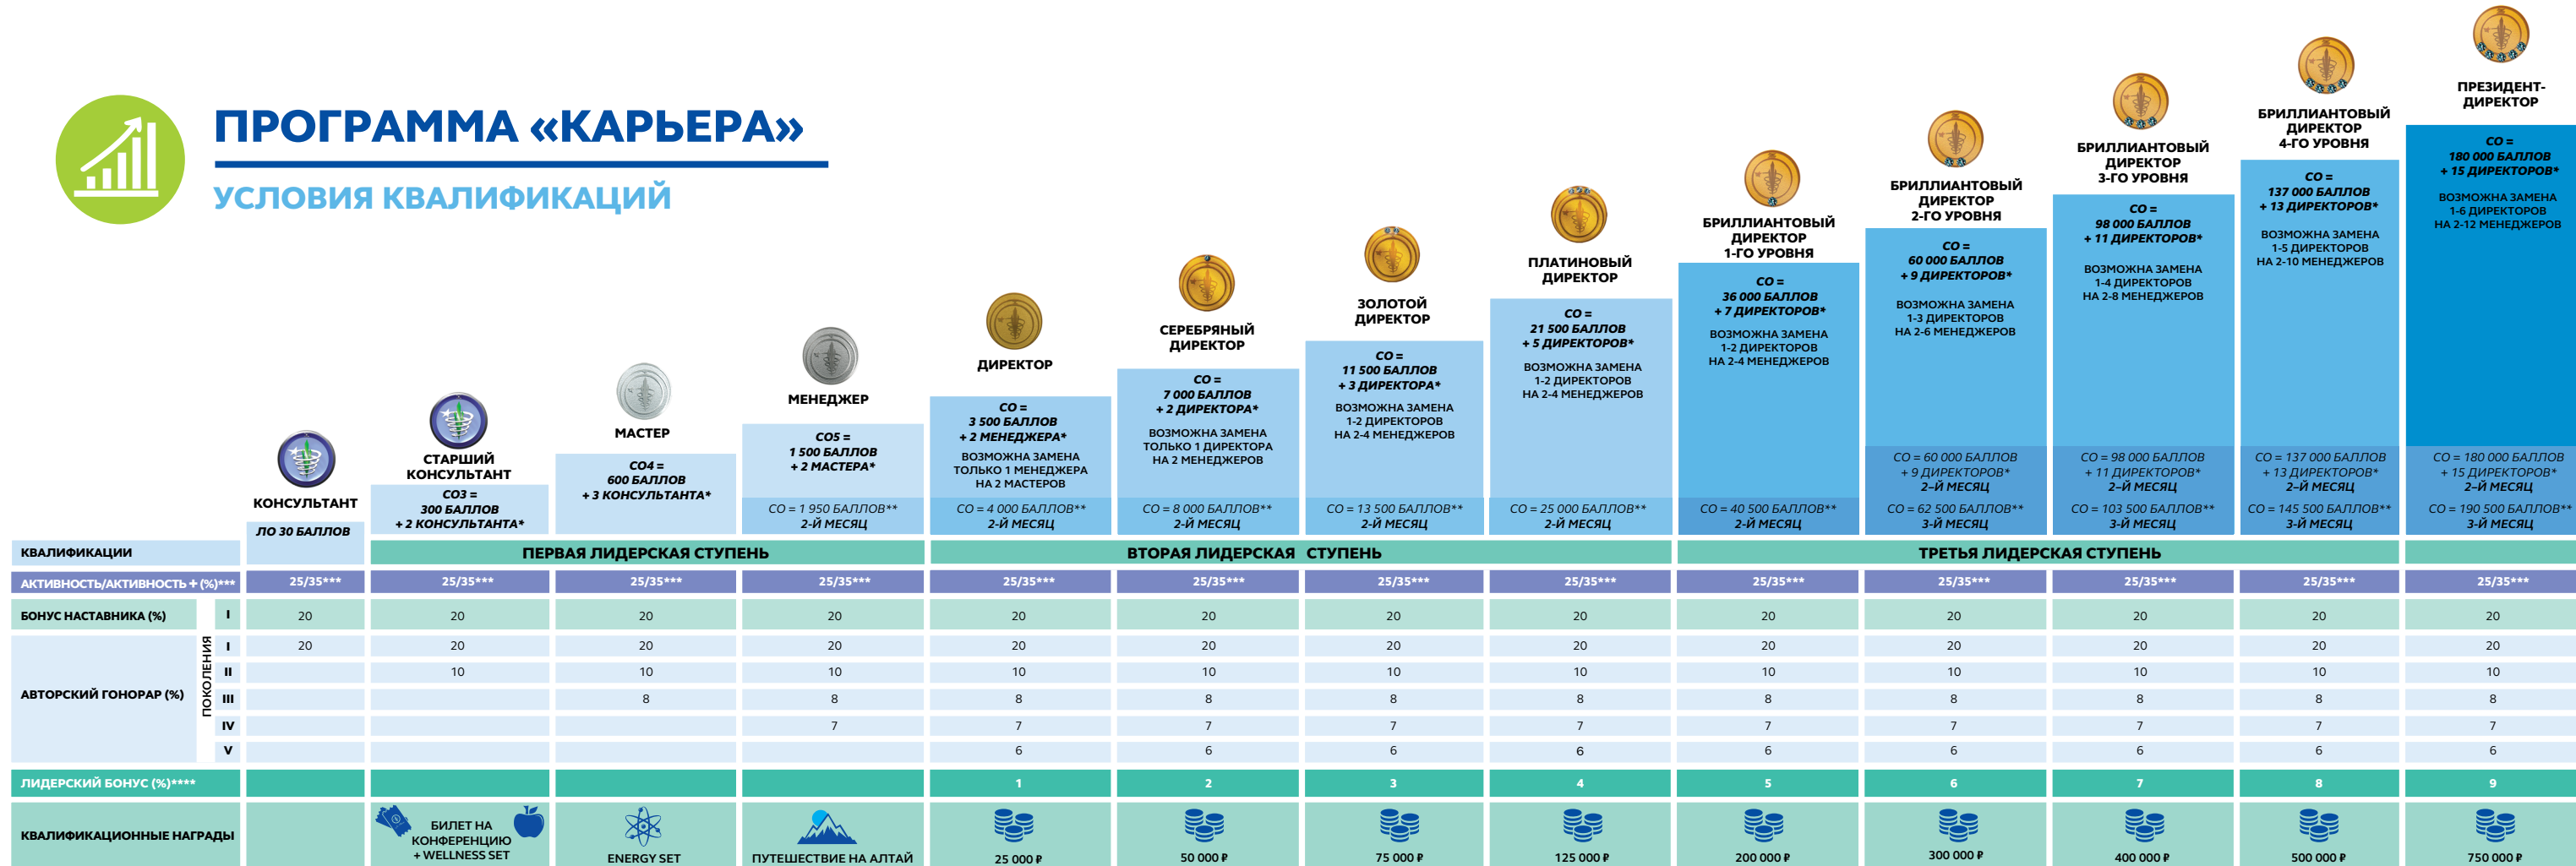 ПРОГРАММА «КАРЬЕРА»
УСЛОВИЯ КВАЛИФИКАЦИЙ
КОНСУЛЬТАНТ
ЛО 30 БАЛЛОВ
СТАРШИЙ
КОНСУЛЬТАНТ
СО3 =
300 БАЛЛОВ
+ 2 КОНСУЛЬТАНТА*
МАСТЕР
СО4 =
600 БАЛЛОВ
+ 3 КОНСУЛЬТАНТА*
МЕНЕДЖЕР
СО5 =
1 500 БАЛЛОВ
+ 2 МАСТЕРА*
СО = 1 950 БАЛЛОВ**
2-Й МЕСЯЦ
ДИРЕКТОР
СО =
3 500 БАЛЛОВ
+ 2 МЕНЕДЖЕРА*
ВОЗМОЖНА ЗАМЕНА
ТОЛЬКО 1 МЕНЕДЖЕРА
НА 2 МАСТЕРОВ
СО = 4 000 БАЛЛОВ**
2-Й МЕСЯЦ
СЕРЕБРЯНЫЙ
ДИРЕКТОР
СО =
7 000 БАЛЛОВ
+ 2 ДИРЕКТОРА*
ВОЗМОЖНА ЗАМЕНА
ТОЛЬКО 1 ДИРЕКТОРА
НА 2 МЕНЕДЖЕРОВ
СО = 8 000 БАЛЛОВ**
2-Й МЕСЯЦ
ЗОЛОТОЙ
ДИРЕКТОР
СО =
11 500 БАЛЛОВ
+ 3 ДИРЕКТОРА*
ВОЗМОЖНА ЗАМЕНА
1-2 ДИРЕКТОРОВ
НА 2-4 МЕНЕДЖЕРОВ
СО = 13 500 БАЛЛОВ**
2-Й МЕСЯЦ
ПЛАТИНОВЫЙ
ДИРЕКТОР
СО =
21 500 БАЛЛОВ
+ 5 ДИРЕКТОРОВ*
ВОЗМОЖНА ЗАМЕНА
1-2 ДИРЕКТОРОВ
НА 2-4 МЕНЕДЖЕРОВ
СО = 25 000 БАЛЛОВ**
2-Й МЕСЯЦ
БРИЛЛИАНТОВЫЙ
ДИРЕКТОР
1-ГО УРОВНЯ
СО =
36 000 БАЛЛОВ
+ 7 ДИРЕКТОРОВ*
ВОЗМОЖНА ЗАМЕНА
1-2 ДИРЕКТОРОВ
НА 2-4 МЕНЕДЖЕРОВ
СО = 40 500 БАЛЛОВ**
2-Й МЕСЯЦ
БРИЛЛИАНТОВЫЙ
ДИРЕКТОР
2-ГО УРОВНЯ
СО =
60 000 БАЛЛОВ
+ 9 ДИРЕКТОРОВ*
ВОЗМОЖНА ЗАМЕНА
1-3 ДИРЕКТОРОВ
НА 2-6 МЕНЕДЖЕРОВ
СО = 60 000 БАЛЛОВ
+ 9 ДИРЕКТОРОВ*
2–Й МЕСЯЦ
СО = 62 500 БАЛЛОВ**
3-Й МЕСЯЦ
БРИЛЛИАНТОВЫЙ
ДИРЕКТОР
3-ГО УРОВНЯ
СО =
98 000 БАЛЛОВ
+ 11 ДИРЕКТОРОВ*
ВОЗМОЖНА ЗАМЕНА
1-4 ДИРЕКТОРОВ
НА 2-8 МЕНЕДЖЕРОВ
СО = 98 000 БАЛЛОВ
+ 11 ДИРЕКТОРОВ*
2–Й МЕСЯЦ
СО = 103 500 БАЛЛОВ**
3-Й МЕСЯЦ
БРИЛЛИАНТОВЫЙ
ДИРЕКТОР
4-ГО УРОВНЯ
СО =
137 000 БАЛЛОВ
+ 13 ДИРЕКТОРОВ*
ВОЗМОЖНА ЗАМЕНА
1-5 ДИРЕКТОРОВ
НА 2-10 МЕНЕДЖЕРОВ
СО = 137 000 БАЛЛОВ
+ 13 ДИРЕКТОРОВ*
2–Й МЕСЯЦ
СО = 145 500 БАЛЛОВ**
3-Й МЕСЯЦ
ПРЕЗИДЕНТ-
ДИРЕКТОР
СО =
180 000 БАЛЛОВ
+ 15 ДИРЕКТОРОВ*
ВОЗМОЖНА ЗАМЕНА
1-6 ДИРЕКТОРОВ
НА 2-12 МЕНЕДЖЕРОВ
СО = 180 000 БАЛЛОВ
+ 15 ДИРЕКТОРОВ*
2–Й МЕСЯЦ
СО = 190 500 БАЛЛОВ**
3-Й МЕСЯЦ
КВАЛИФИКАЦИИ ПЕРВАЯ ЛИДЕРСКАЯ СТУПЕНЬ ВТОРАЯ ЛИДЕРСКАЯ СТУПЕНЬ ТРЕТЬЯ ЛИДЕРСКАЯ СТУПЕНЬ
АКТИВНОСТЬ/АКТИВНОСТЬ + (%)*** 25/35*** 25/35*** 25/35*** 25/35*** 25/35*** 25/35*** 25/35*** 25/35*** 25/35*** 25/35*** 25/35*** 25/35*** 25/35***
БОНУС НАСТАВНИКА (%) I 20 20 20 20 20 20 20 20 20 20 20 20 20
АВТОРСКИЙ ГОНОРАР (%) ПОКОЛЕНИЯ
I 20 20 20 20 20 20 20 20 20 20 20 20 20
II 10 10 10 10 10 10 10 10 10 10 10 10
III 8 8 8 8 8 8 8 8 8 8 8
IV 7 7 7 7 7 7 7 7 7 7
V 6 6 6 6 6 6 6 6 6
ЛИДЕРСКИЙ БОНУС (%)**** 1 2 3 4 5 6 7 8 9
КВАЛИФИКАЦИОННЫЕ НАГРАДЫ
БИЛЕТ НА
КОНФЕРЕНЦИЮ
+ WELLNESS SET
ENERGY SET
ПУТЕШЕСТВИЕ НА АЛТАЙ
25 000 ₽
50 000 ₽
75 000 ₽
125 000 ₽
200 000 ₽
300 000 ₽
400 000 ₽
500 000 ₽
750 000 ₽